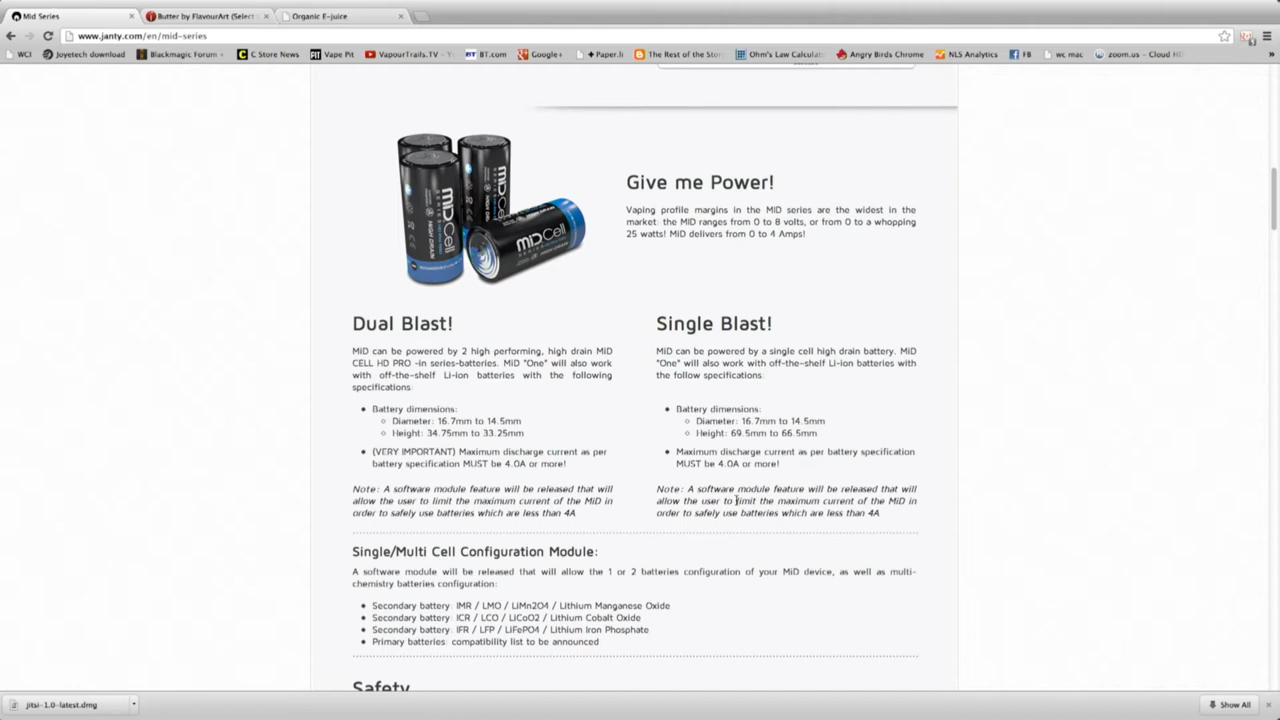 Mid Series
Butter by FlavourArt (Select
Organic E-juice
www.janty.com/en/mid-series
WCI
Joyetech download
Blackmagic Forum
C Store News
Vape Pit
VapourTrails.TV - Y
BT.com
Google+
Paper.li
The Rest of the Stor
Ohm's Law Calcula
Angry Birds Chrome
NLS Analytics
FB
wc mac
zoom.us - Cloud HD
Give me Power!
Vaping profile margins in the MiD series are the widest in the
market: the MiD ranges from 0 to 8 volts, or from 0 to a whopping
25 watts! MiD delivers from 0 to 4 Amps!
MiDCell
HIGH DRAIN
MiDCell
Dual Blast!
MiD can be powered by 2 high performing, high drain MiD
CELL HD PRO -in series-batteries. MiD "One" will also work
with off-the-shelf Li-ion batteries with the following
specifications:
Battery dimensions:
Diameter: 16.7mm to 14.5mm
Height: 34.75mm to 33.25mm
(VERY IMPORTANT) Maximum discharge current as per
battery specification MUST be 4.0A or more!
Note: A software module feature will be released that will
allow the user to limit the maximum current of the MiD in
order to safely use batteries which are less than 4A
Single Blast!
MiD can be powered by a single cell high drain battery. MiD
"One" will also work with off-the-shelf Li-ion batteries with
the follow specifications:
Battery dimensions:
Diameter: 16.7mm to 14.5mm
Height: 69.5mm to 66.5mm
Maximum discharge current as per battery specification
MUST be 4.0A or more!
Note: A software module feature will be released that will
allow the user to limit the maximum current of the MiD in
order to safely use batteries which are less than 4A
Single/Multi Cell Configuration Module:
A software module will be released that will allow the 1 or 2 batteries configuration of your MiD device, as well as multi-
chemistry batteries configuration:
Secondary battery: IMR / LMO / LiMn2O4 / Lithium Manganese Oxide
Secondary battery: ICR / LCO / LiCoO2 / Lithium Cobalt Oxide
Secondary battery: IFR / LFP / LiFePO4 / Lithium Iron Phosphate
Primary batteries: compatibility list to be announced
Safety
jitsi-1.0-latest.dmg
Show All